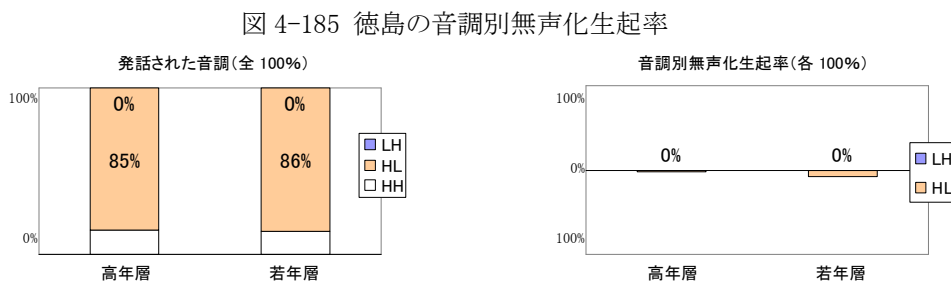 図 4-185 徳島の音調別無声化生起率
発話された音調(全 100%)
100%
0%
0%
85%
86%
0%
高年層
若年層
LH
HL
HH
音調別無声化生起率(各 100%)
100%
0%
0%
0%
100%
高年層
若年層
LH
HL